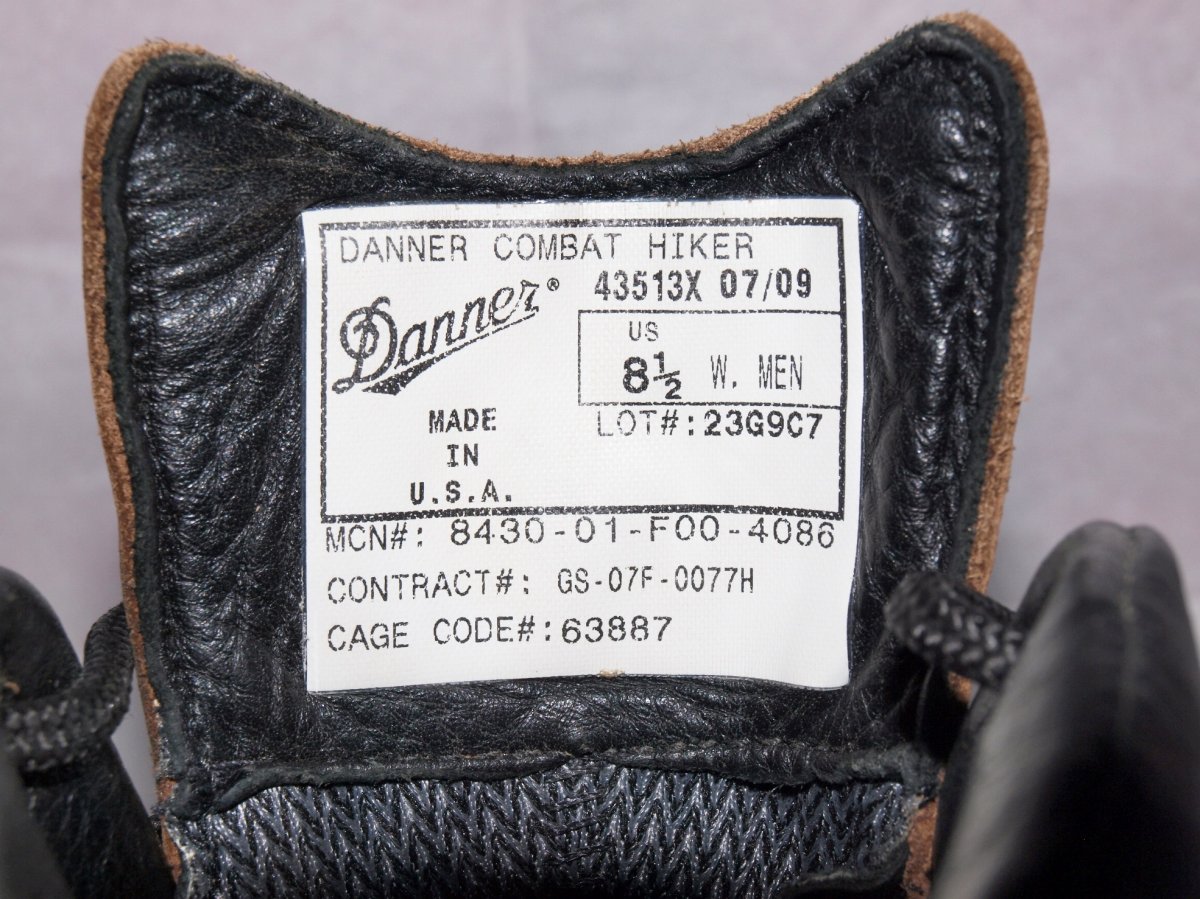 DANNER COMBAT HIKER
43513X 07/09
Danner®
US
8½ W. MEN
LOT#:23G9C7
MADE
IN
U.S.A.
MCN#: 8430-01-F00-4086
CONTRACT#: GS-07F-0077H
CAGE CODE#:63887